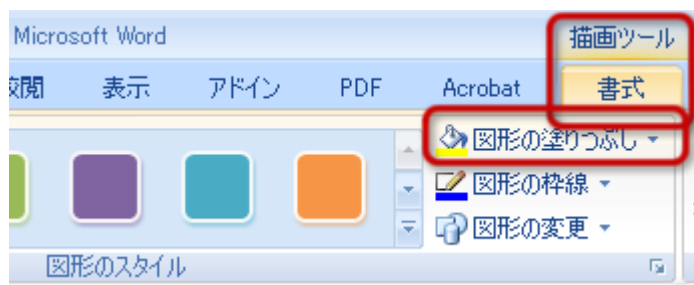 Microsoft Word
描画ツール
表示 アドイン PDF Acrobat 書式
図形の塗りつぶし
図形の枠線
図形の変更
図形のスタイル